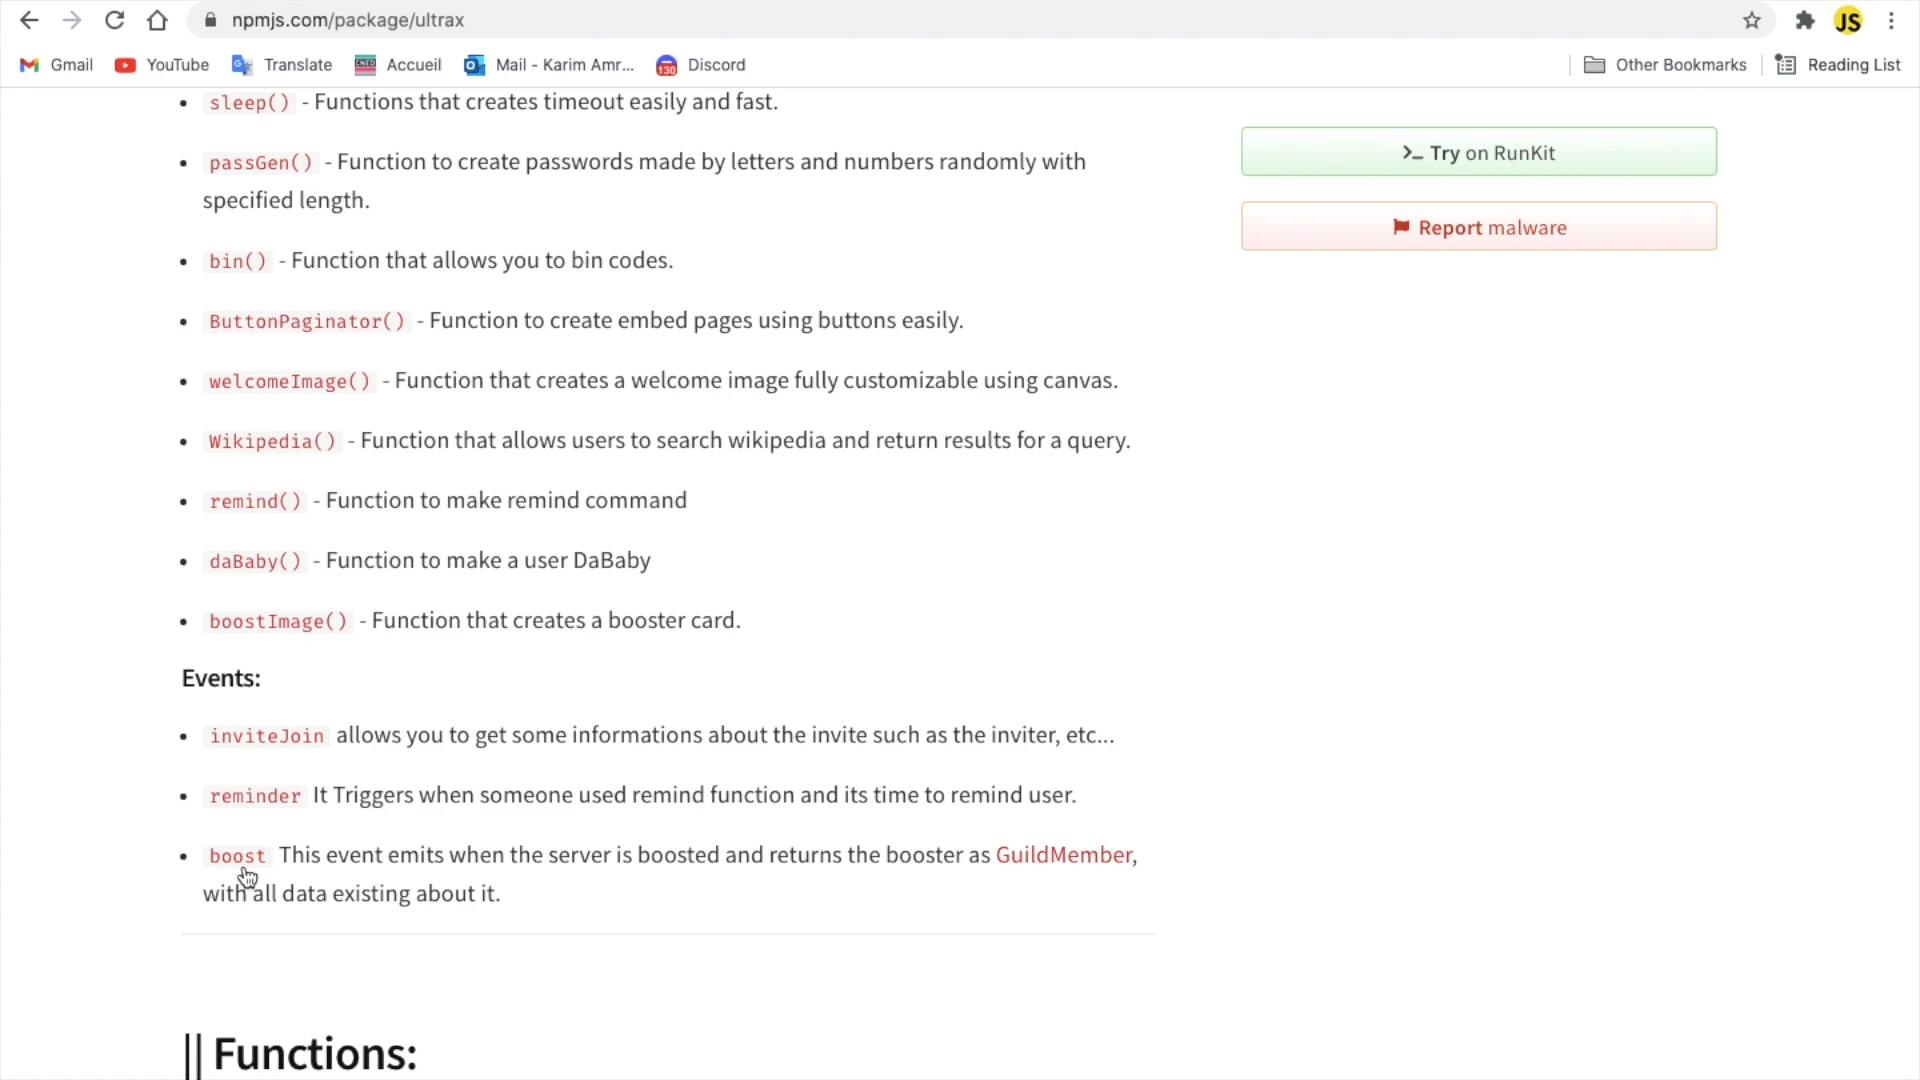 npmjs.com/package/ultrax
JS
Gmail YouTube Translate CNED Accueil Mail - Karim Amr... 130 Discord Other Bookmarks Reading List
• sleep() - Functions that creates timeout easily and fast.
>_ Try on RunKit
• passGen() - Function to create passwords made by letters and numbers randomly with
specified length.
Report malware
• bin() - Function that allows you to bin codes.
• ButtonPaginator() - Function to create embed pages using buttons easily.
• welcomeImage() - Function that creates a welcome image fully customizable using canvas.
• Wikipedia() - Function that allows users to search wikipedia and return results for a query.
• remind() - Function to make remind command
• daBaby() - Function to make a user DaBaby
• boostImage() - Function that creates a booster card.
Events:
• inviteJoin allows you to get some informations about the invite such as the inviter, etc...
• reminder It Triggers when someone used remind function and its time to remind user.
• boost This event emits when the server is boosted and returns the booster as GuildMember,
with all data existing about it.
|| Functions: